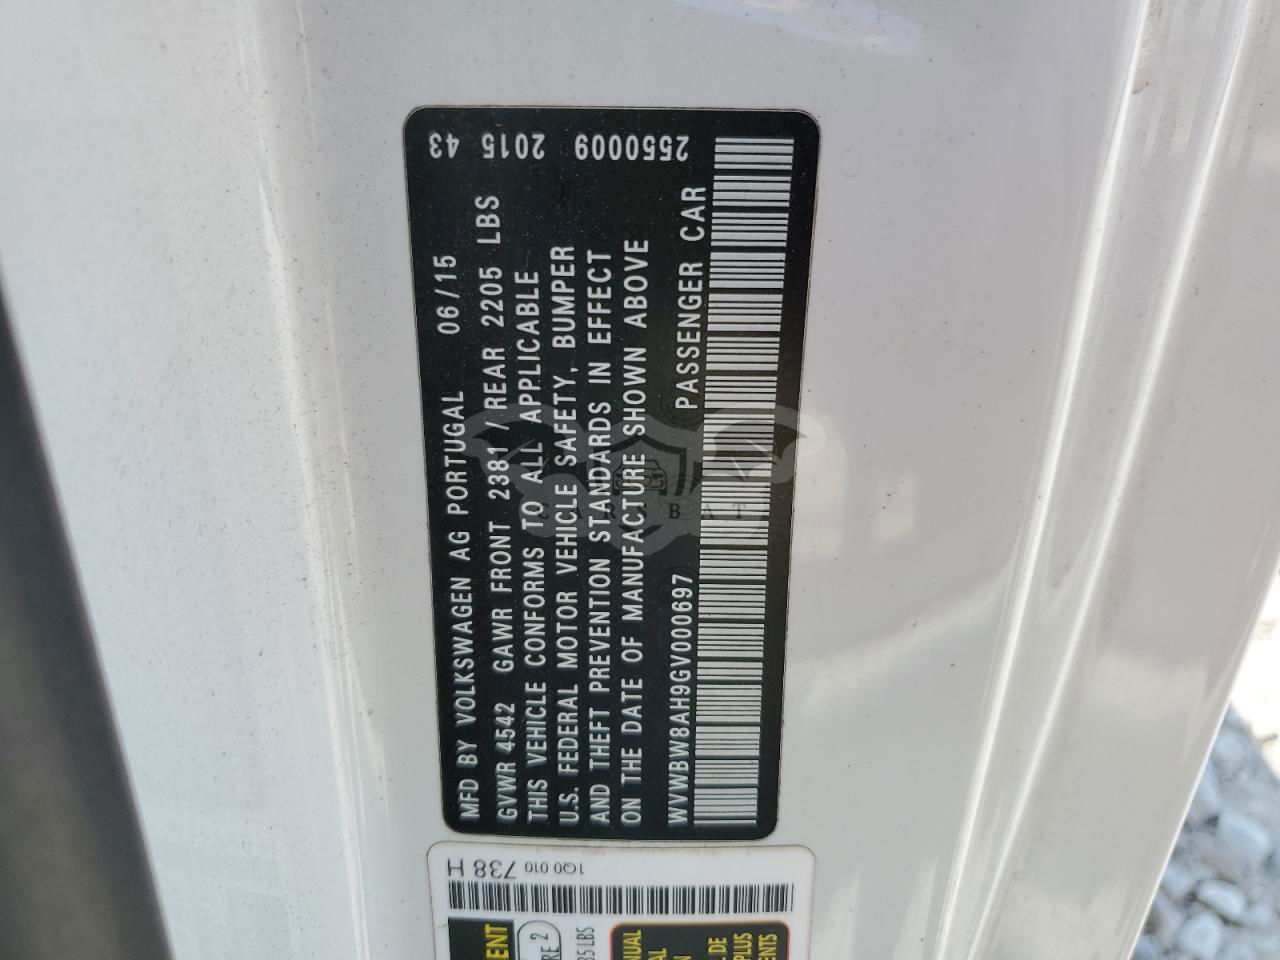 MFD BY VOLKSWAGEN AG PORTUGAL 06/15
GVWR 4542 GAWR FRONT 2381 / REAR 2205 LBS
THIS VEHICLE CONFORMS TO ALL APPLICABLE
U.S. FEDERAL MOTOR VEHICLE SAFETY, BUMPER
AND THEFT PREVENTION STANDARDS IN EFFECT
ON THE DATE OF MANUFACTURE SHOWN ABOVE
WVWBW8AH9GV000697 PASSENGER CAR
43 2015 2550009
CARSBAT
1Q0 010 738 H